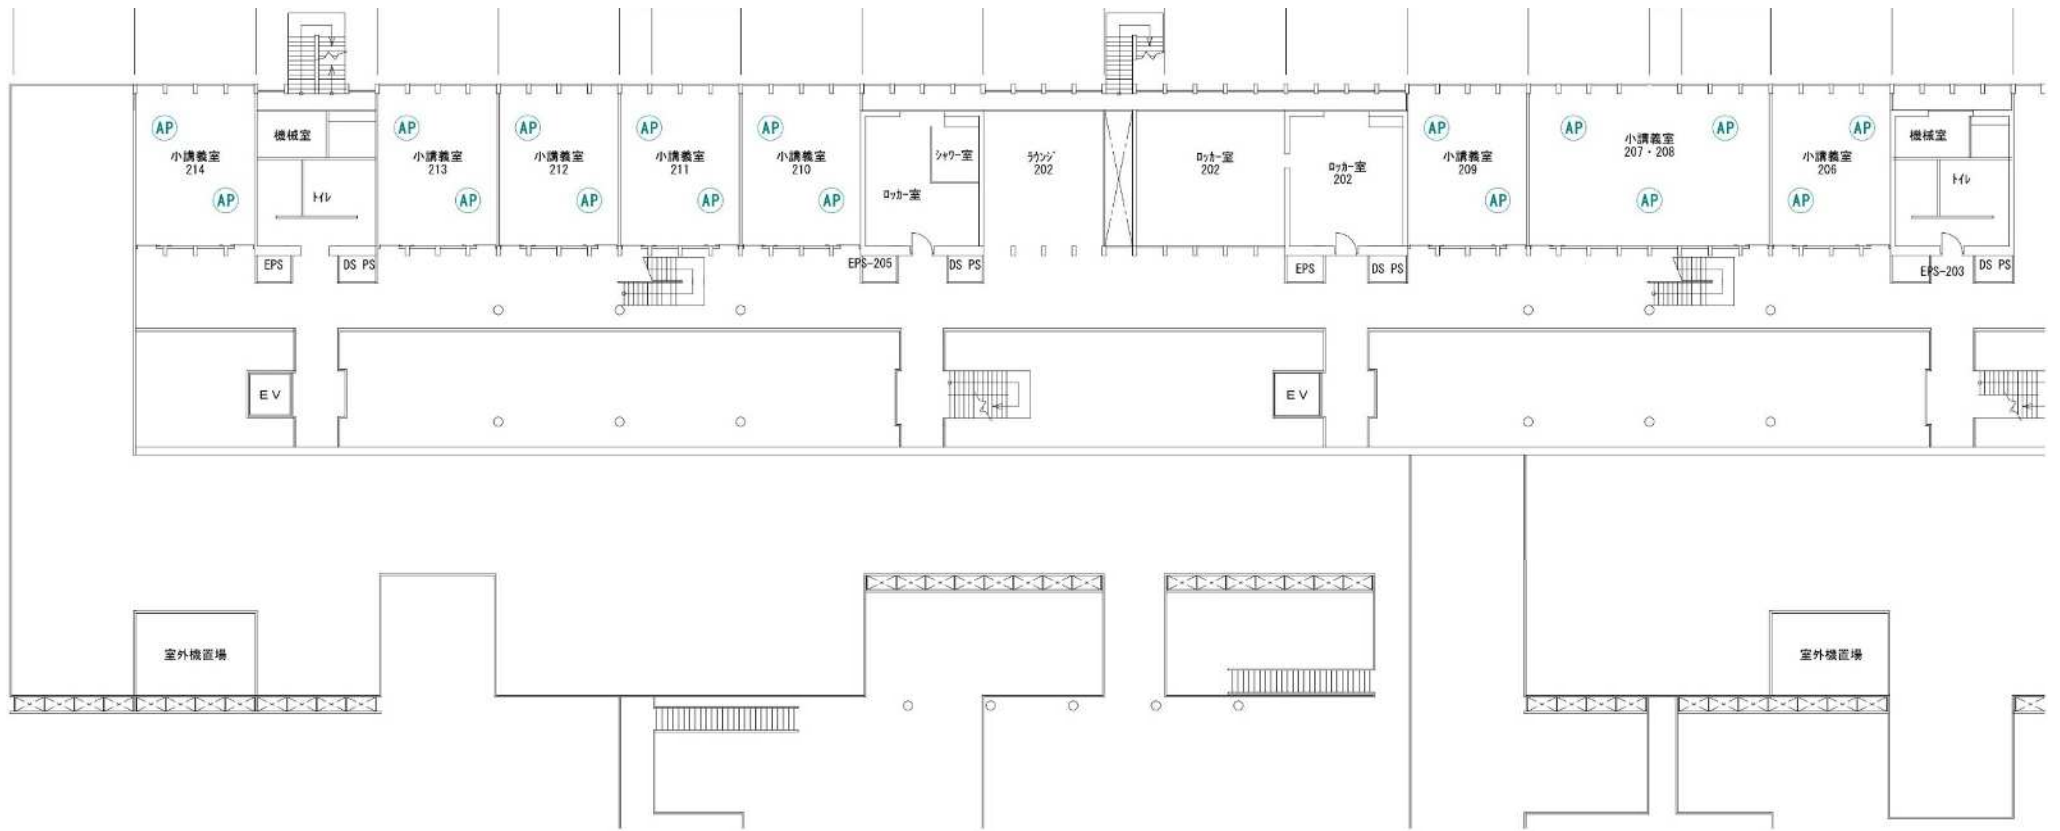 AP
小講義室
214
AP
機械室
トイレ
AP
小講義室
213
AP
AP
小講義室
212
AP
AP
小講義室
211
AP
AP
小講義室
210
AP
シャワー室
ロッカー室
ラウンジ
202
ロッカー室
202
ロッカー室
202
AP
小講義室
209
AP
AP
AP
小講義室
207・208
AP
AP
小講義室
206
AP
機械室
トイレ
EPS
DS PS
EPS-205
DS PS
EPS
DS PS
EPS-203
DS PS
EV
EV
室外機置場
室外機置場